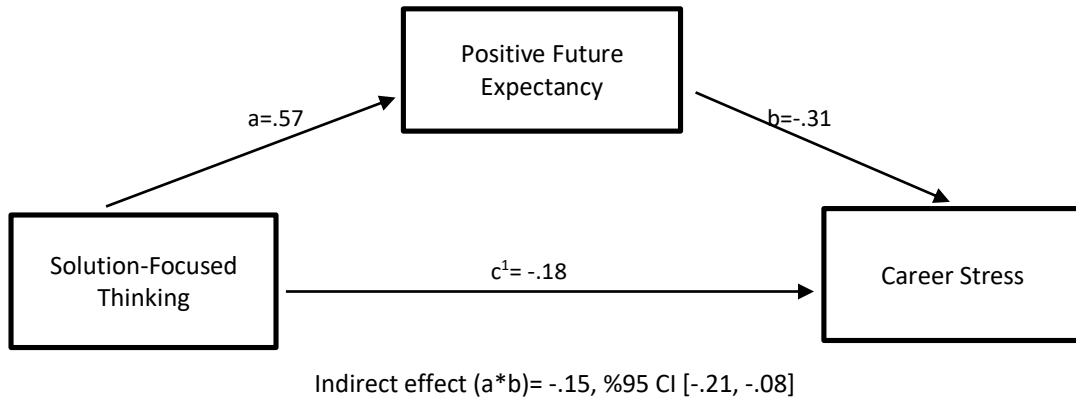 Positive Future
Expectancy
a=.57
b=-.31
Solution-Focused
Thinking
c¹= -.18
Career Stress
Indirect effect (a*b)= -.15, %95 CI [-.21, -.08]